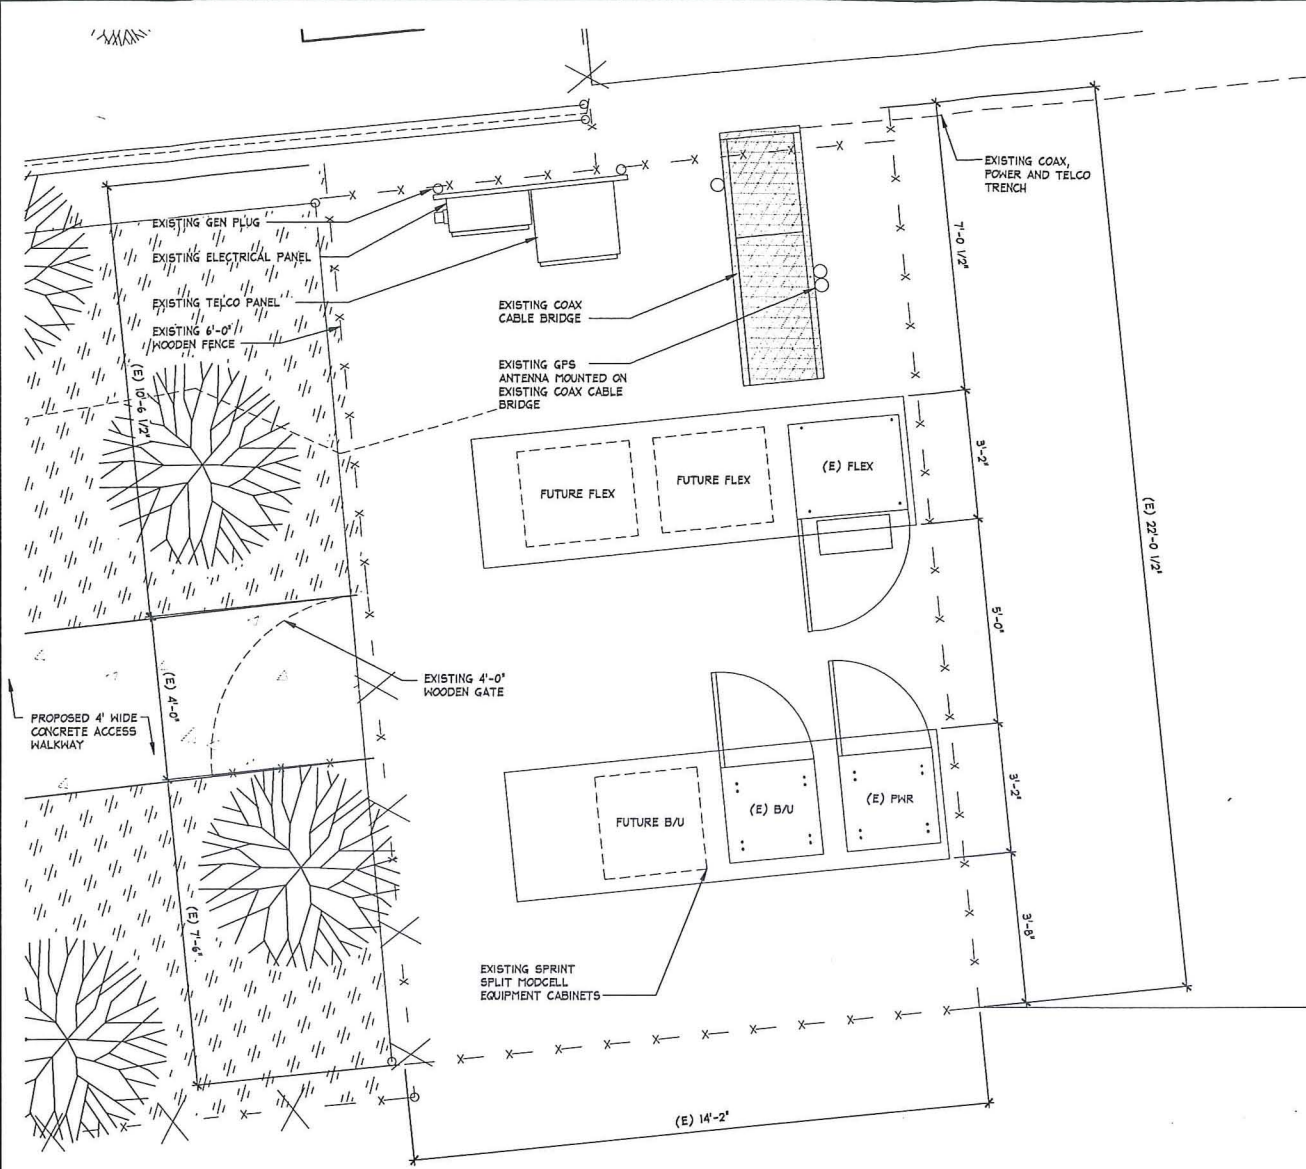 EXISTING COAX,
POWER AND TELCO
TRENCH
EXISTING GEN PLUG
EXISTING ELECTRICAL PANEL
EXISTING TELCO PANEL
EXISTING 6'-0"
WOODEN FENCE
EXISTING COAX
CABLE BRIDGE
EXISTING GPS
ANTENNA MOUNTED ON
EXISTING COAX CABLE
BRIDGE
7'-0 1/2"
(E) 10'-6 1/2"
FUTURE FLEX
FUTURE FLEX
(E) FLEX
3'-2"
(E) 22'-0 1/2"
5'-0"
EXISTING 4'-0"
WOODEN GATE
(E) 4'-0"
PROPOSED 4' WIDE
CONCRETE ACCESS
WALKWAY
FUTURE B/U
(E) B/U
(E) PWR
3'-2"
(E) 7'-6"
3'-8"
EXISTING SPRINT
SPLIT MODCELL
EQUIPMENT CABINETS
(E) 14'-2"